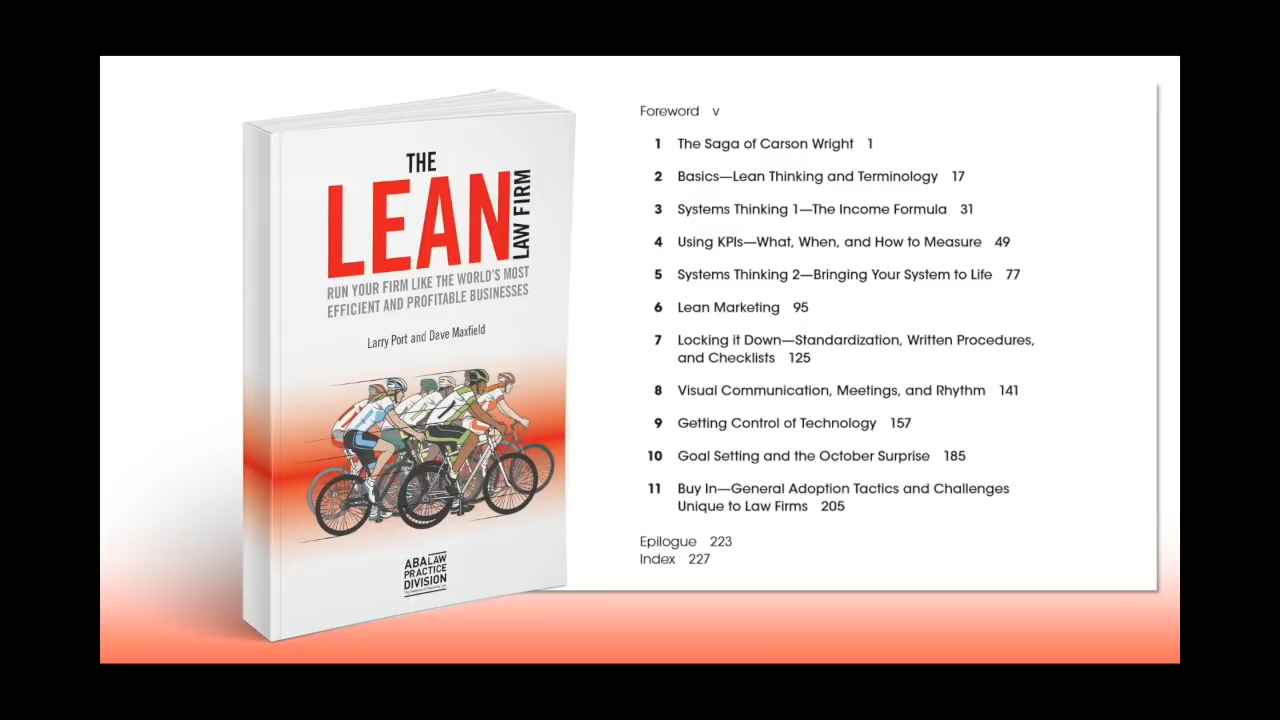 THE
LEAN
LAW FIRM
RUN YOUR FIRM LIKE THE WORLD'S MOST
EFFICIENT AND PROFITABLE BUSINESSES
Larry Port and Dave Maxfield
ABALAW
PRACTICE
DIVISION
Foreword v
1 The Saga of Carson Wright 1
2 Basics—Lean Thinking and Terminology 17
3 Systems Thinking 1—The Income Formula 31
4 Using KPIs—What, When, and How to Measure 49
5 Systems Thinking 2—Bringing Your System to Life 77
6 Lean Marketing 95
7 Locking it Down—Standardization, Written Procedures,
and Checklists 125
8 Visual Communication, Meetings, and Rhythm 141
9 Getting Control of Technology 157
10 Goal Setting and the October Surprise 185
11 Buy In—General Adoption Tactics and Challenges
Unique to Law Firms 205
Epilogue 223
Index 227